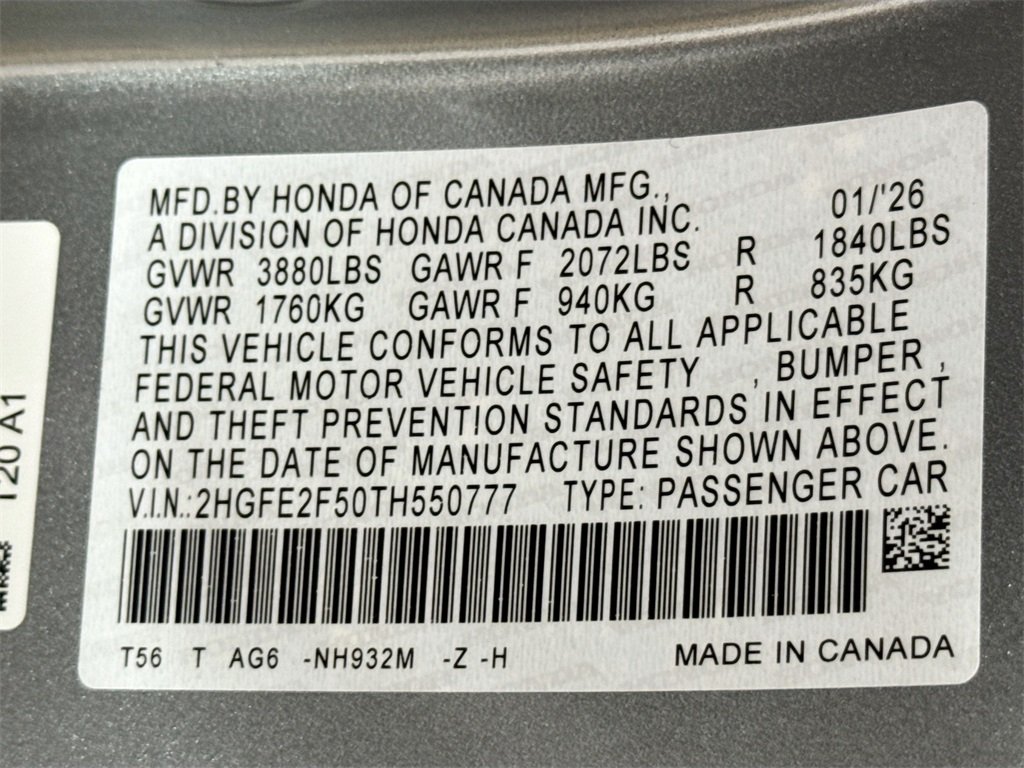 MFD.BY HONDA OF CANADA MFG.,
A DIVISION OF HONDA CANADA INC. 01/'26
GVWR 3880LBS GAWR F 2072LBS R 1840LBS
GVWR 1760KG GAWR F 940KG R 835KG
THIS VEHICLE CONFORMS TO ALL APPLICABLE
FEDERAL MOTOR VEHICLE SAFETY , BUMPER ,
AND THEFT PREVENTION STANDARDS IN EFFECT
ON THE DATE OF MANUFACTURE SHOWN ABOVE.
V.I.N.:2HGFE2F50TH550777 TYPE: PASSENGER CAR
T56 T AG6 -NH932M -Z -H MADE IN CANADA
120 A1